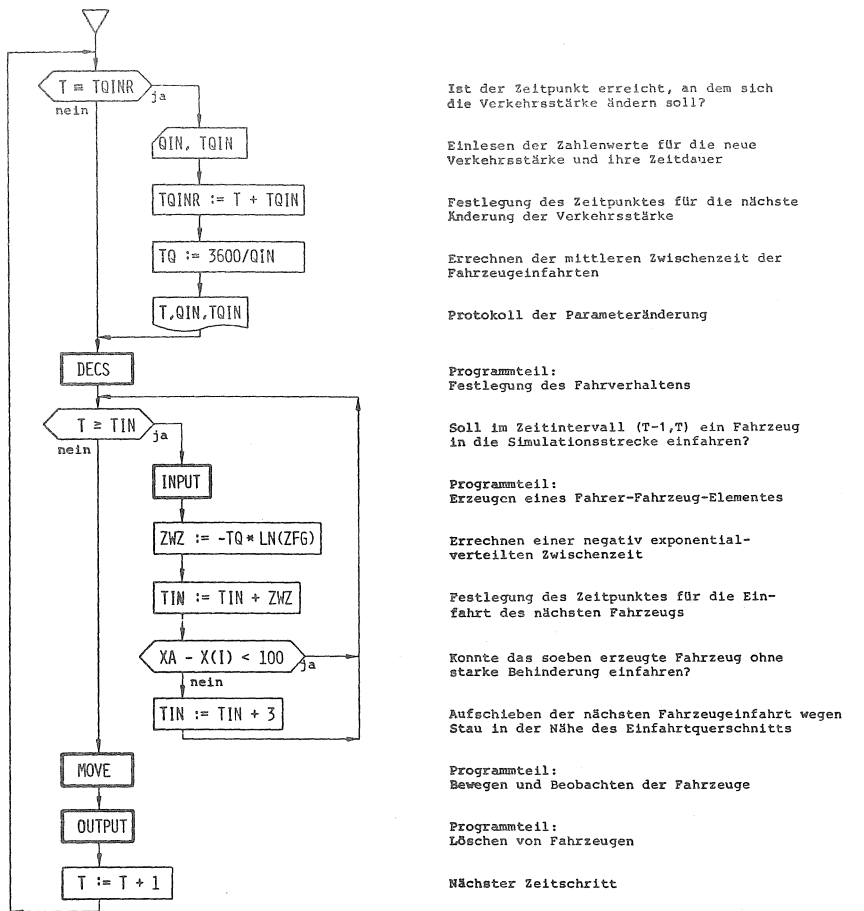 T = TQINR
ja
nein
Ist der Zeitpunkt erreicht, an dem sich
die Verkehrsstärke ändern soll?
QIN, TQIN
Einlesen der Zahlenwerte für die neue
Verkehrsstärke und ihre Zeitdauer
TQINR := T + TQIN
Festlegung des Zeitpunktes für die nächste
Änderung der Verkehrsstärke
TQ := 3600/QIN
Errechnen der mittleren Zwischenzeit der
Fahrzeugeinfahrten
T,QIN,TQIN
Protokoll der Parameteränderung
DECS
Programmteil:
Festlegung des Fahrverhaltens
T ≥ TIN
ja
nein
Soll im Zeitintervall (T-1,T) ein Fahrzeug
in die Simulationsstrecke einfahren?
INPUT
Programmteil:
Erzeugen eines Fahrer-Fahrzeug-Elementes
ZWZ := -TQ * LN(ZFG)
Errechnen einer negativ exponential-
verteilten Zwischenzeit
TIN := TIN + ZWZ
Festlegung des Zeitpunktes für die Ein-
fahrt des nächsten Fahrzeugs
XA - X(I) < 100
ja
nein
Konnte das soeben erzeugte Fahrzeug ohne
starke Behinderung einfahren?
TIN := TIN + 3
Aufschieben der nächsten Fahrzeugeinfahrt wegen
Stau in der Nähe des Einfahrtquerschnitts
MOVE
Programmteil:
Bewegen und Beobachten der Fahrzeuge
OUTPUT
Programmteil:
Löschen von Fahrzeugen
T := T + 1
Nächster Zeitschritt